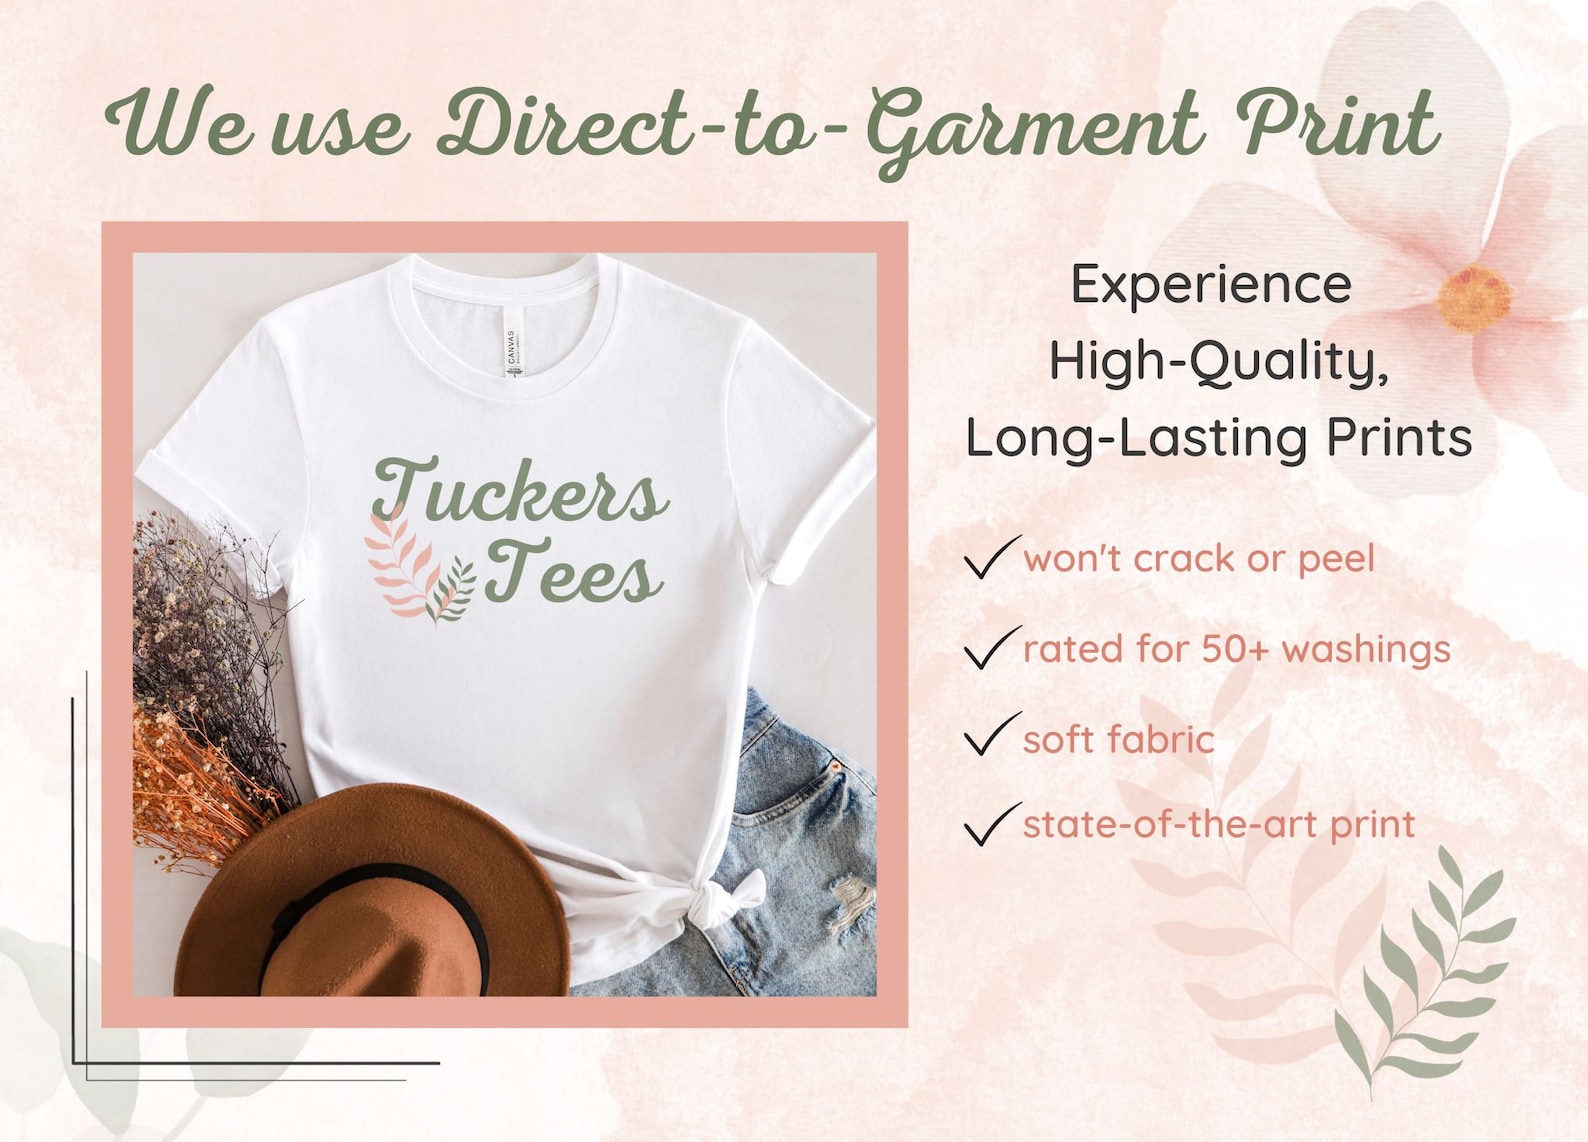 We use Direct-to-Garment Print
CANVAS
Tuckers
Tees
Experience
High-Quality,
Long-Lasting Prints
won't crack or peel
rated for 50+ washings
soft fabric
state-of-the-art print